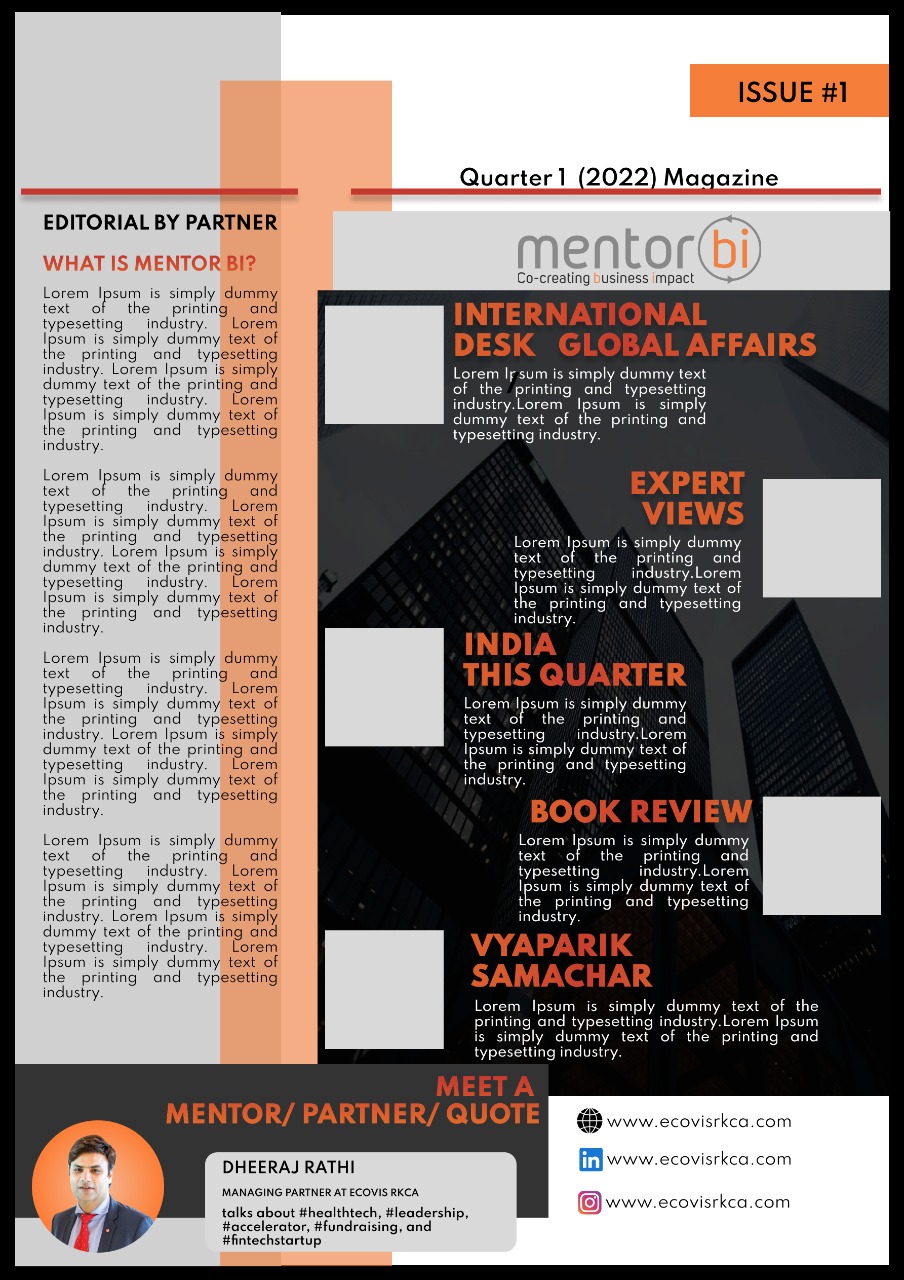 ISSUE #1
Quarter 1 (2022) Magazine
EDITORIAL BY PARTNER
WHAT IS MENTOR BI?
Lorem Ipsum is simply dummy
text of the printing and
typesetting industry. Lorem
Ipsum is simply dummy text of
the printing and typesetting
industry. Lorem Ipsum is simply
dummy text of the printing and
typesetting industry. Lorem
Ipsum is simply dummy text of
the printing and typesetting
industry.
Lorem Ipsum is simply dummy
text of the printing and
typesetting industry. Lorem
Ipsum is simply dummy text of
the printing and typesetting
industry. Lorem Ipsum is simply
dummy text of the printing and
typesetting industry. Lorem
Ipsum is simply dummy text of
the printing and typesetting
industry.
Lorem Ipsum is simply dummy
text of the printing and
typesetting industry. Lorem
Ipsum is simply dummy text of
the printing and typesetting
industry. Lorem Ipsum is simply
dummy text of the printing and
typesetting industry. Lorem
Ipsum is simply dummy text of
the printing and typesetting
industry.
Lorem Ipsum is simply dummy
text of the printing and
typesetting industry. Lorem
Ipsum is simply dummy text of
the printing and typesetting
industry. Lorem Ipsum is simply
dummy text of the printing and
typesetting industry. Lorem
Ipsum is simply dummy text of
the printing and typesetting
industry.
mentor bi
Co-creating business impact
INTERNATIONAL
DESK GLOBAL AFFAIRS
Lorem Ipsum is simply dummy text
of the printing and typesetting
industry.Lorem Ipsum is simply
dummy text of the printing and
typesetting industry.
EXPERT
VIEWS
Lorem Ipsum is simply dummy
text of the printing and
typesetting industry.Lorem
Ipsum is simply dummy text of
the printing and typesetting
industry.
INDIA
THIS QUARTER
Lorem Ipsum is simply dummy
text of the printing and
typesetting industry.Lorem
Ipsum is simply dummy text of
the printing and typesetting
industry.
BOOK REVIEW
Lorem Ipsum is simply dummy
text of the printing and
typesetting industry.Lorem
Ipsum is simply dummy text of
the printing and typesetting
industry.
VYAPARIK
SAMACHAR
Lorem Ipsum is simply dummy text of the
printing and typesetting industry.Lorem Ipsum
is simply dummy text of the printing and
typesetting industry.
MEET A
MENTOR/ PARTNER/ QUOTE
DHEERAJ RATHI
MANAGING PARTNER AT ECOVIS RKCA
talks about #healthtech, #leadership,
#accelerator, #fundraising, and
#fintechstartup
www.ecovisrkca.com
in www.ecovisrkca.com
www.ecovisrkca.com